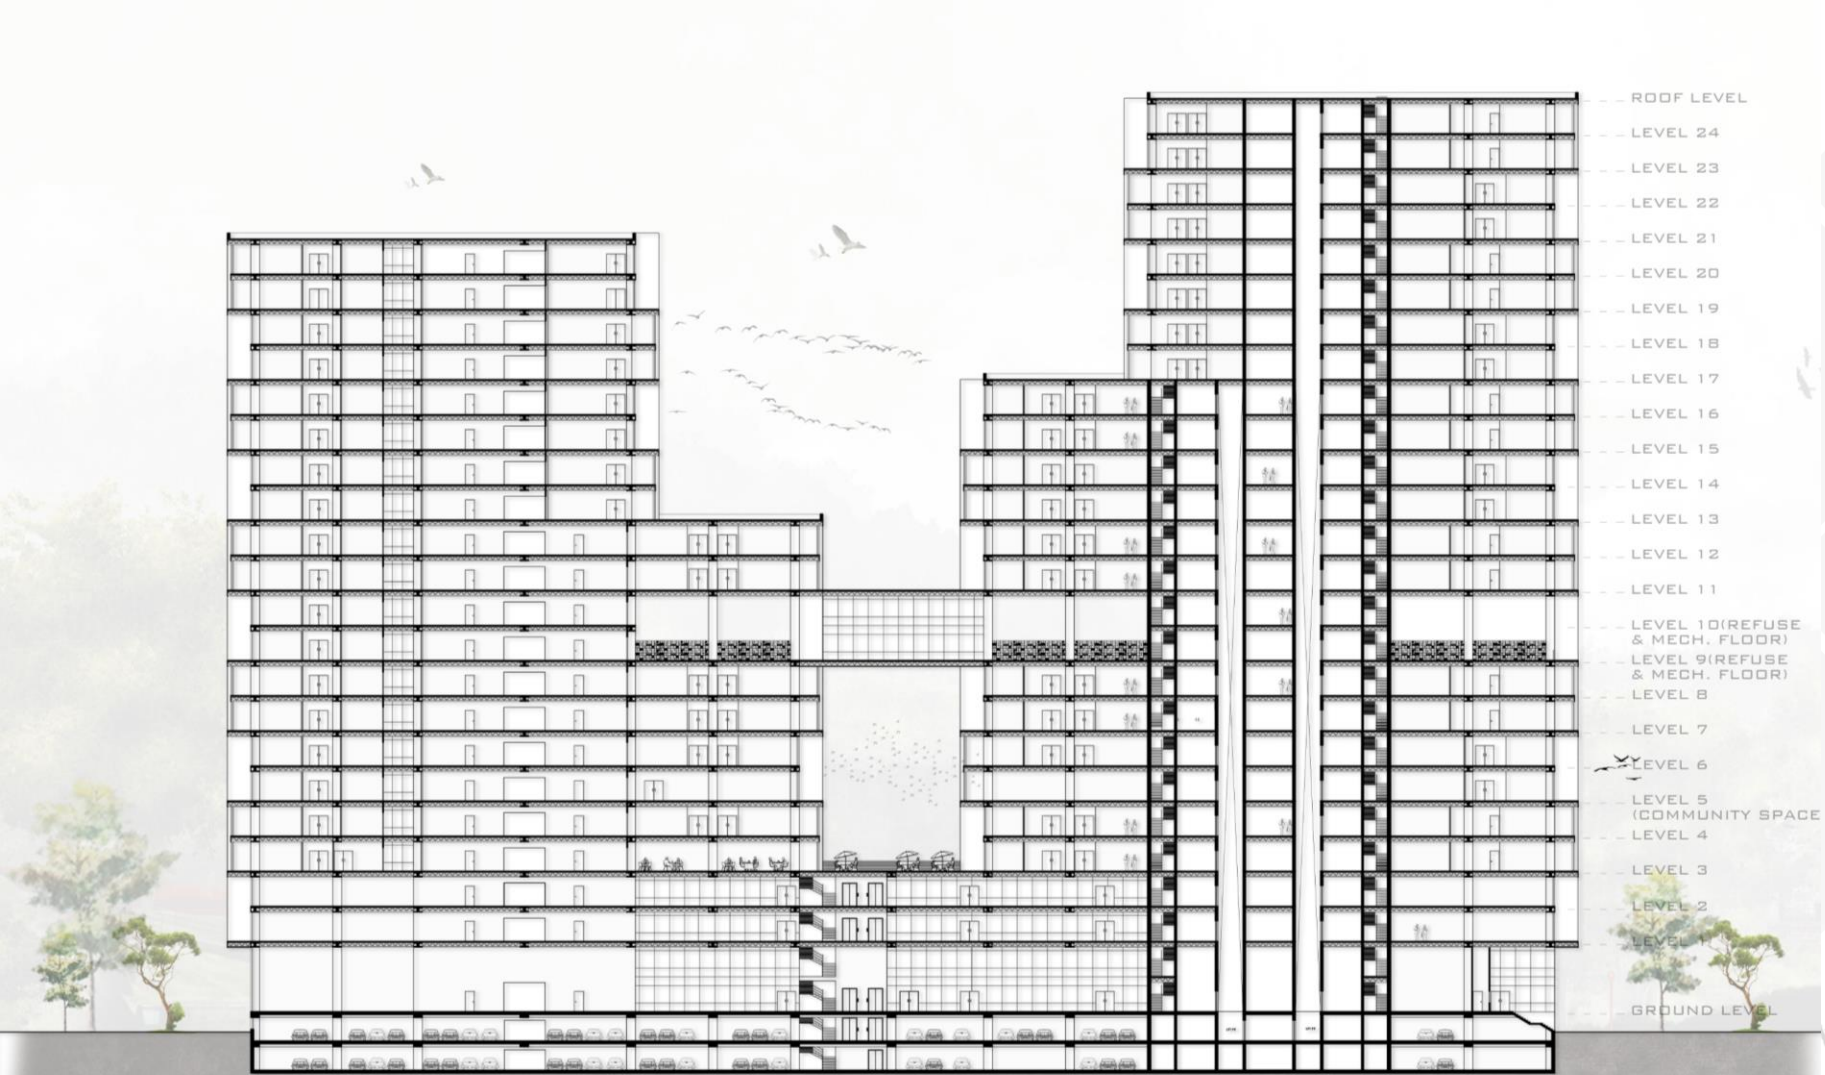 ROOF LEVEL
LEVEL 24
LEVEL 23
LEVEL 22
LEVEL 21
LEVEL 20
LEVEL 19
LEVEL 18
LEVEL 17
LEVEL 16
LEVEL 15
LEVEL 14
LEVEL 13
LEVEL 12
LEVEL 11
LEVEL 10(REFUSE
& MECH. FLOOR)
LEVEL 9(REFUSE
& MECH. FLOOR)
LEVEL 8
LEVEL 7
LEVEL 6
LEVEL 5
(COMMUNITY SPACE
LEVEL 4
LEVEL 3
LEVEL 2
LEVEL 1
GROUND LEVEL